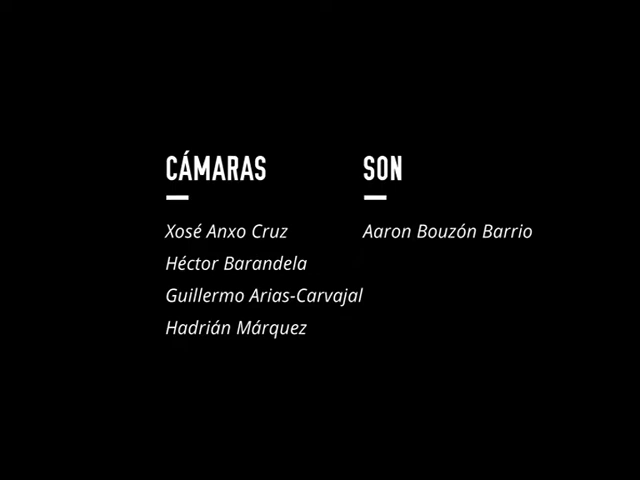 CÁMARAS
Xosé Anxo Cruz
Héctor Barandela
Guillermo Arias-Carvajal
Hadrián Márquez
SON
Aaron Bouzón Barrio